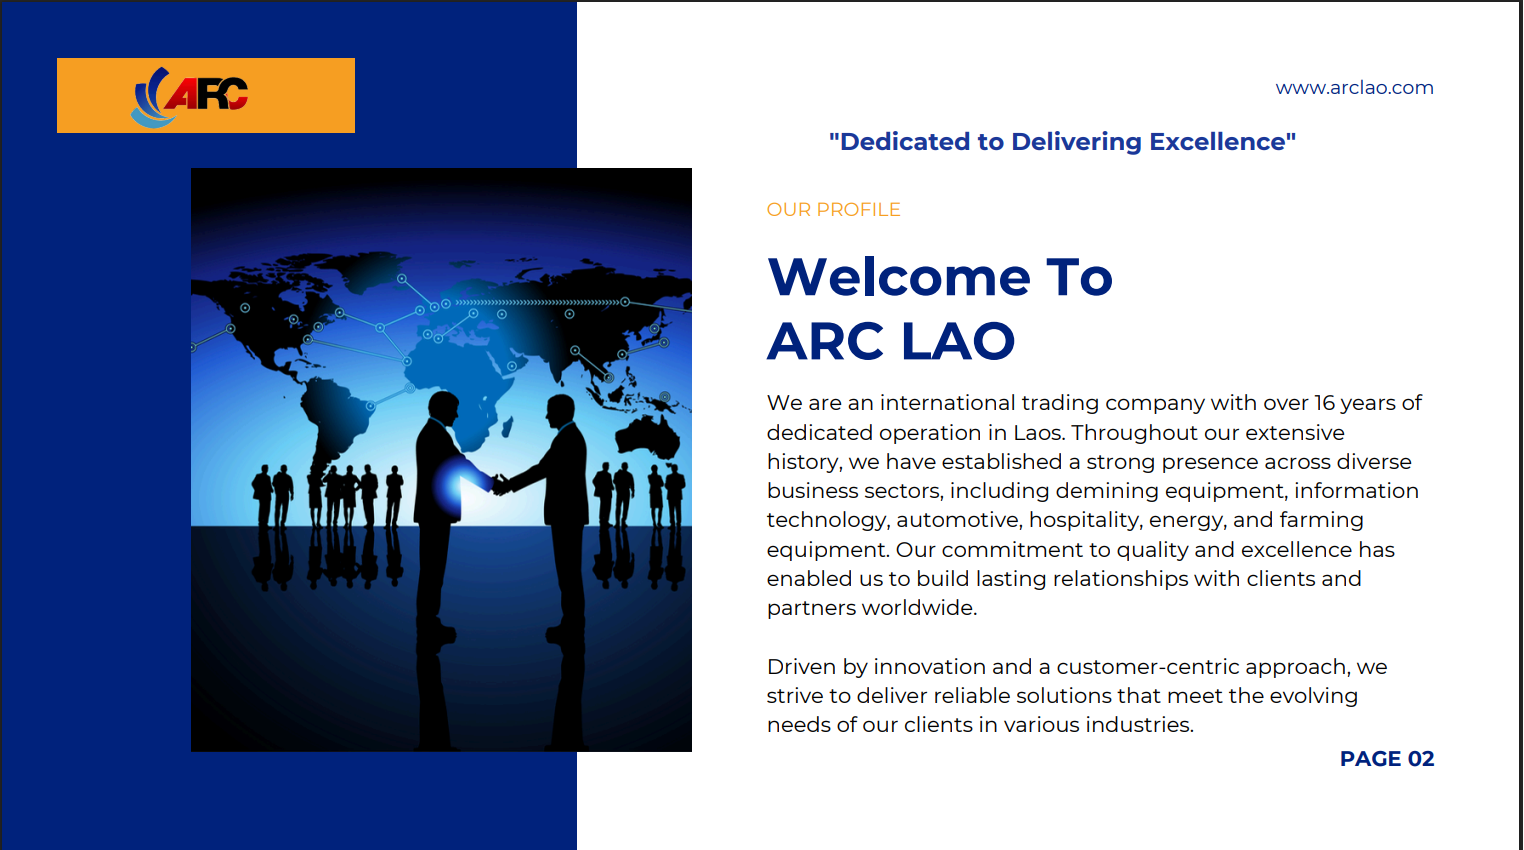 ARC
www.arclao.com
"Dedicated to Delivering Excellence"
OUR PROFILE
Welcome To
ARC LAO
We are an international trading company with over 16 years of
dedicated operation in Laos. Throughout our extensive
history, we have established a strong presence across diverse
business sectors, including demining equipment, information
technology, automotive, hospitality, energy, and farming
equipment. Our commitment to quality and excellence has
enabled us to build lasting relationships with clients and
partners worldwide.
Driven by innovation and a customer-centric approach, we
strive to deliver reliable solutions that meet the evolving
needs of our clients in various industries.
PAGE 02